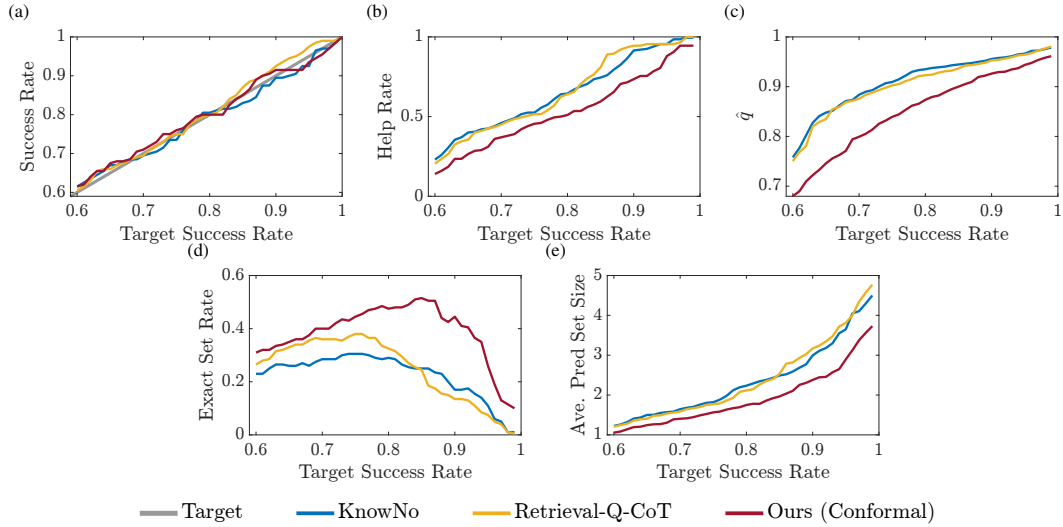 (a)
(b)
(c)
1
0.9
0.8
0.7
0.6
Success Rate
0.6 0.7 0.8 0.9 1
Target Success Rate
1
0.5
0
Help Rate
0.6 0.7 0.8 0.9 1
Target Success Rate
1
0.9
0.8
0.7
q̂
0.6 0.7 0.8 0.9 1
Target Success Rate
(d)
(e)
0.6
0.4
0.2
0
Exact Set Rate
0.6 0.7 0.8 0.9 1
Target Success Rate
5
4
3
2
1
Ave. Pred Set Size
0.6 0.7 0.8 0.9 1
Target Success Rate
Target KnowNo Retrieval-Q-CoT Ours (Conformal)